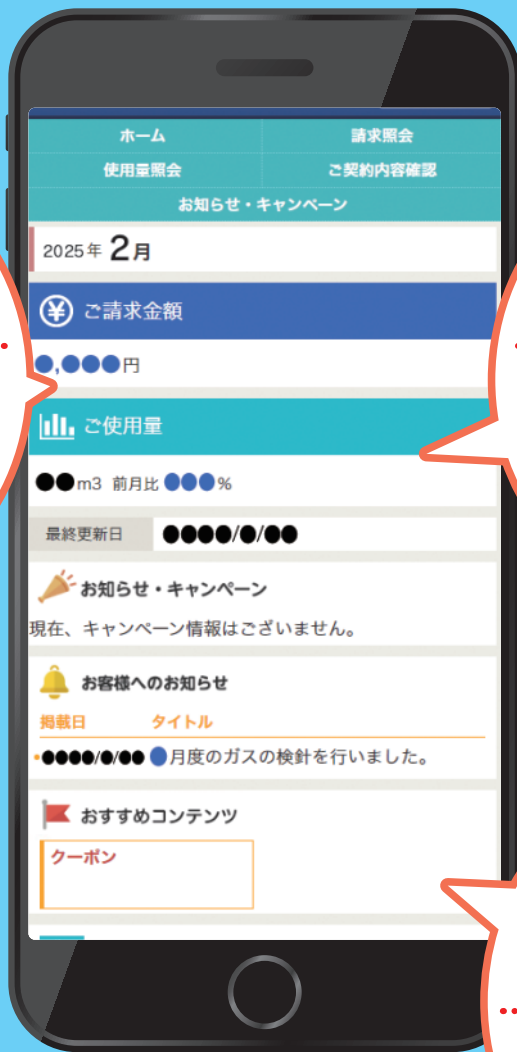 ホーム 請求照会
使用量照会 ご契約内容確認
お知らせ・キャンペーン
2025年 2月
¥ ご請求金額
●,●●●円
ご使用量
●●m3 前月比 ●●●%
最終更新日 ●●●●/●/●●
お知らせ・キャンペーン
現在、キャンペーン情報はございません。
お客様へのお知らせ
掲載日 タイトル
●●●●/●/●● ●月度のガスの検針を行いました。
おすすめコンテンツ
クーポン